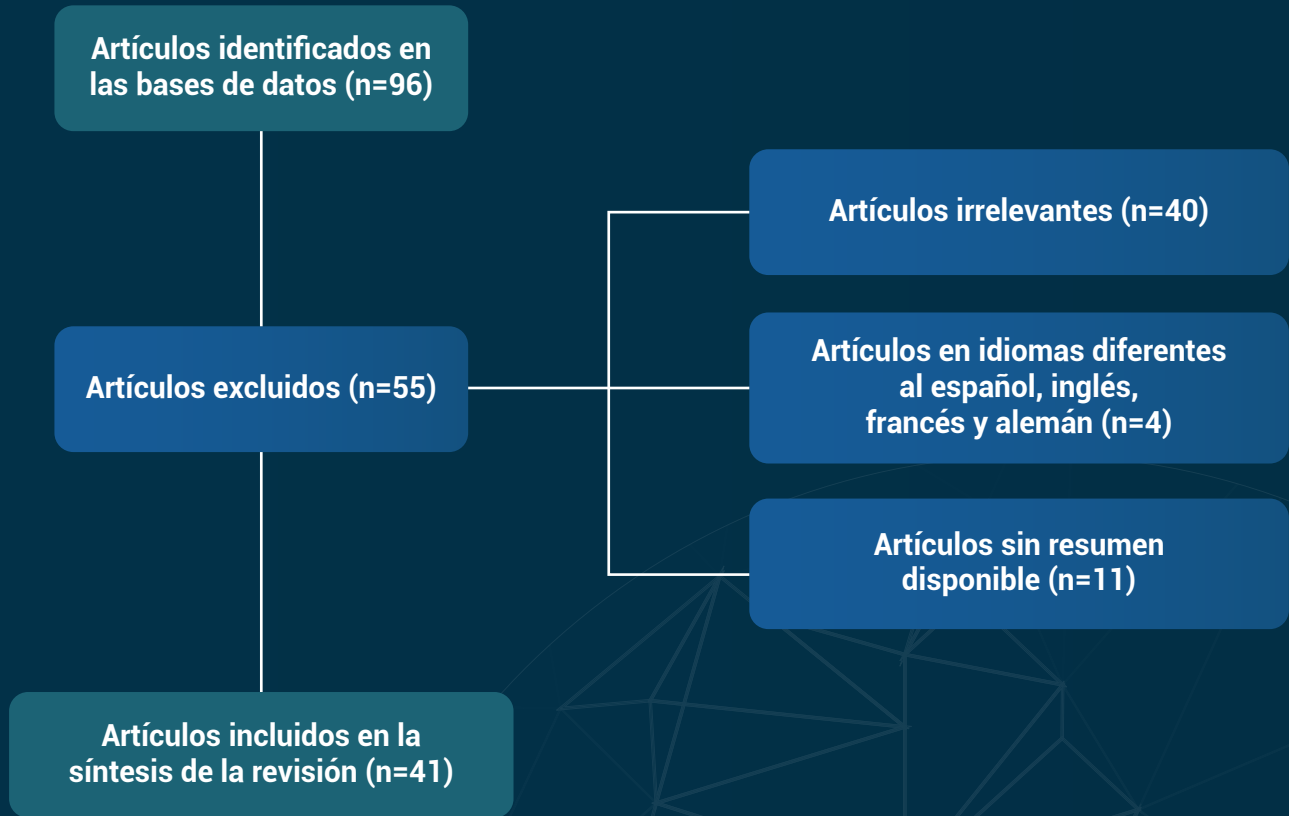 Artículos identificados en
las bases de datos (n=96)
Artículos irrelevantes (n=40)
Artículos excluidos (n=55)
Artículos en idiomas diferentes
al español, inglés,
francés y alemán (n=4)
Artículos sin resumen
disponible (n=11)
Artículos incluidos en la
síntesis de la revisión (n=41)